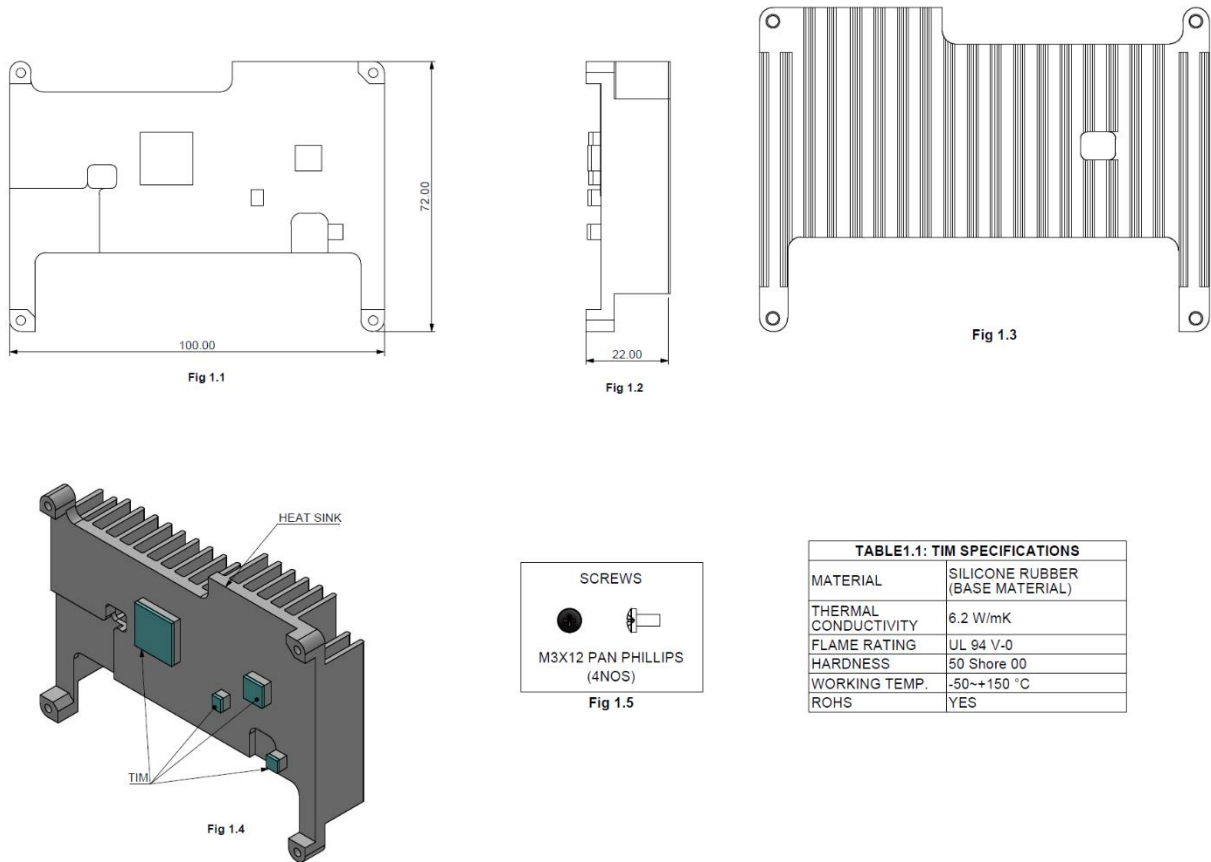 72.00
100.00
Fig 1.1
22.00
Fig 1.2
Fig 1.3
HEAT SINK
TIM
Fig 1.4
SCREWS
M3X12 PAN PHILLIPS
(4NOS)
Fig 1.5
TABLE1.1: TIM SPECIFICATIONS
MATERIAL SILICONE RUBBER
(BASE MATERIAL)
THERMAL
CONDUCTIVITY 6.2 W/mK
FLAME RATING UL 94 V-0
HARDNESS 50 Shore 00
WORKING TEMP. -50~+150 °C
ROHS YES